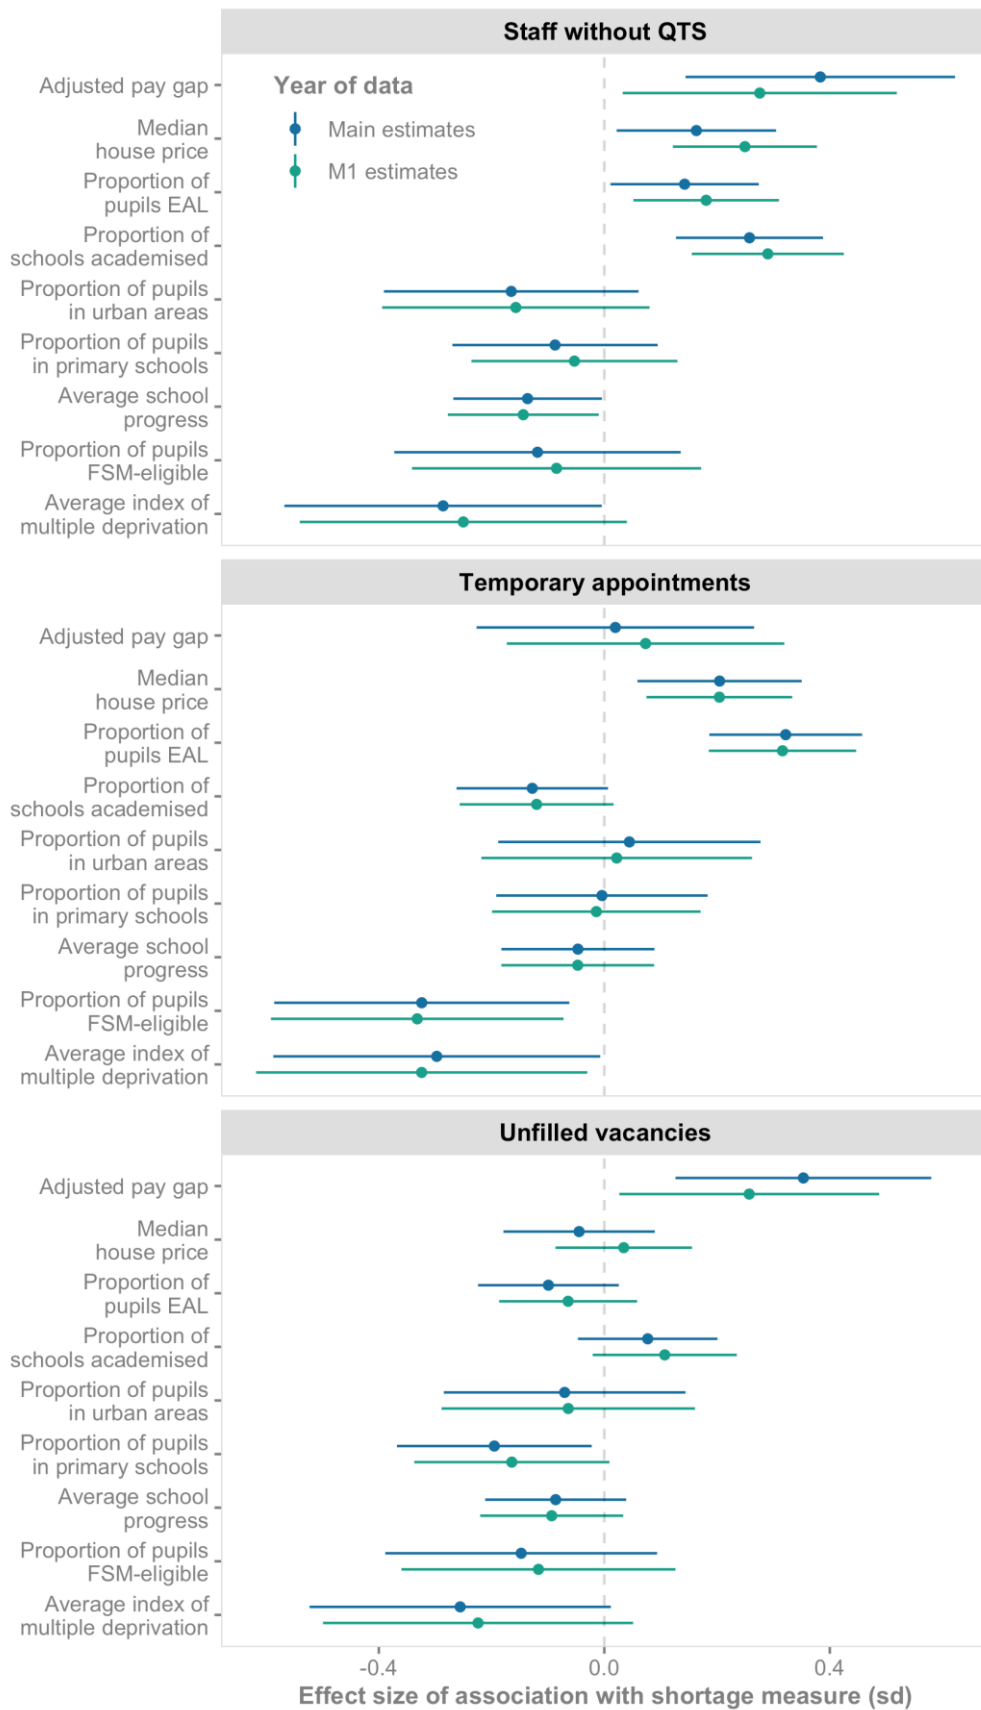 Staff without QTS
Year of data
Main estimates
M1 estimates
Adjusted pay gap
Median
house price
Proportion of
pupils EAL
Proportion of
schools academised
Proportion of pupils
in urban areas
Proportion of pupils
in primary schools
Average school
progress
Proportion of pupils
FSM-eligible
Average index of
multiple deprivation
Temporary appointments
Adjusted pay gap
Median
house price
Proportion of
pupils EAL
Proportion of
schools academised
Proportion of pupils
in urban areas
Proportion of pupils
in primary schools
Average school
progress
Proportion of pupils
FSM-eligible
Average index of
multiple deprivation
Unfilled vacancies
Adjusted pay gap
Median
house price
Proportion of
pupils EAL
Proportion of
schools academised
Proportion of pupils
in urban areas
Proportion of pupils
in primary schools
Average school
progress
Proportion of pupils
FSM-eligible
Average index of
multiple deprivation
-0.4 0.0 0.4
Effect size of association with shortage measure (sd)